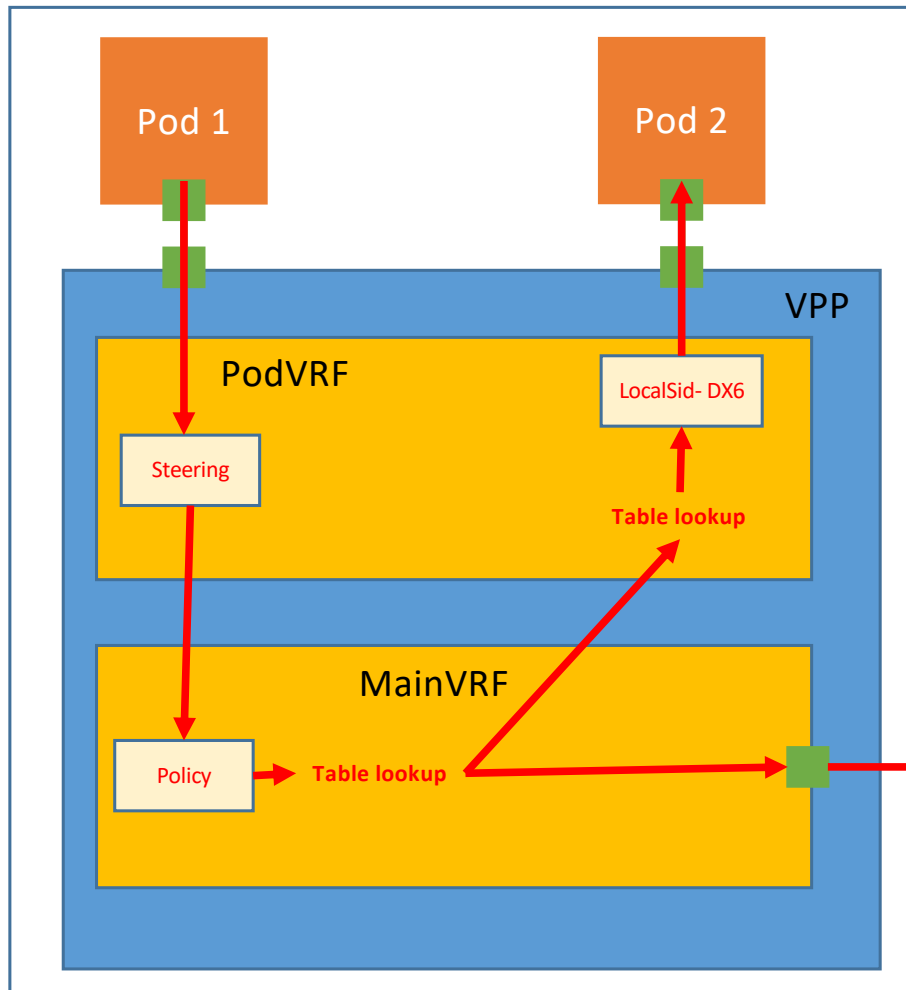 Pod 1
Pod 2
VPP
PodVRF
LocalSid- DX6
Steering
Table lookup
MainVRF
Policy
Table lookup